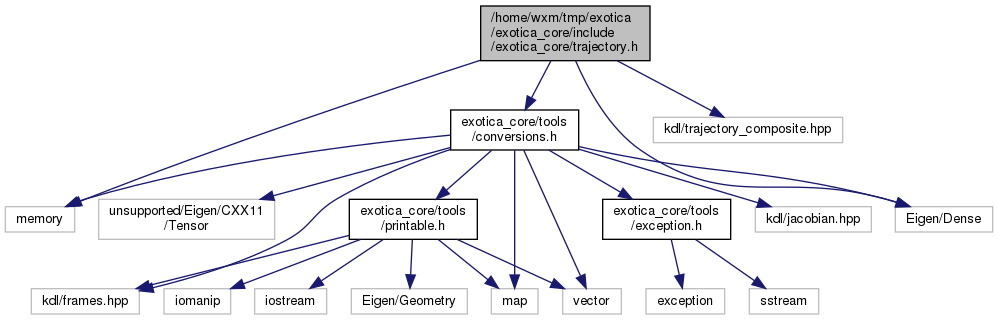 /home/wxm/tmp/exotica
/exotica_core/include
/exotica_core/trajectory.h
exotica_core/tools
/conversions.h
kdl/trajectory_composite.hpp
memory
unsupported/Eigen/CXX11
/Tensor
exotica_core/tools
/printable.h
exotica_core/tools
/exception.h
kdl/jacobian.hpp
Eigen/Dense
kdl/frames.hpp
iomanip
iostream
Eigen/Geometry
map
vector
exception
sstream